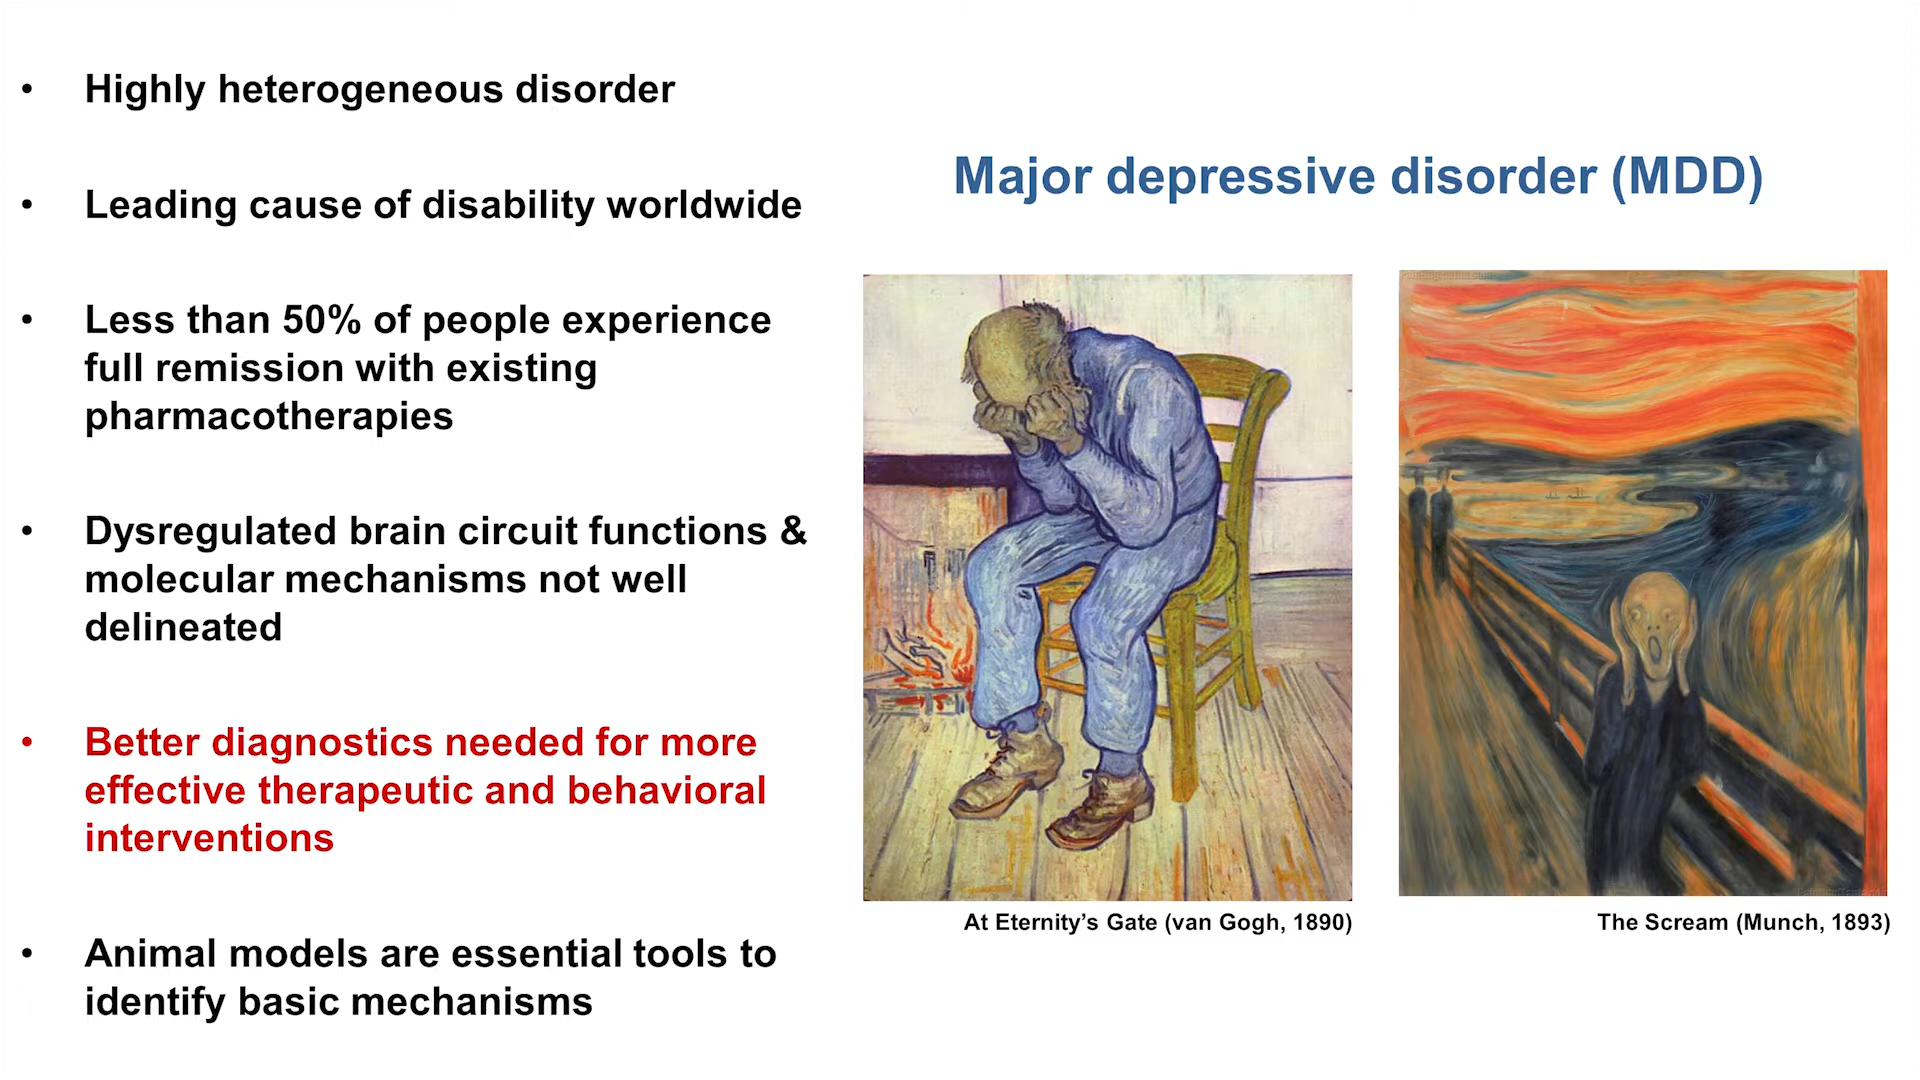 • Highly heterogeneous disorder
• Leading cause of disability worldwide
• Less than 50% of people experience
full remission with existing
pharmacotherapies
• Dysregulated brain circuit functions &
molecular mechanisms not well
delineated
• Better diagnostics needed for more
effective therapeutic and behavioral
interventions
• Animal models are essential tools to
identify basic mechanisms
Major depressive disorder (MDD)
At Eternity’s Gate (van Gogh, 1890)
The Scream (Munch, 1893)